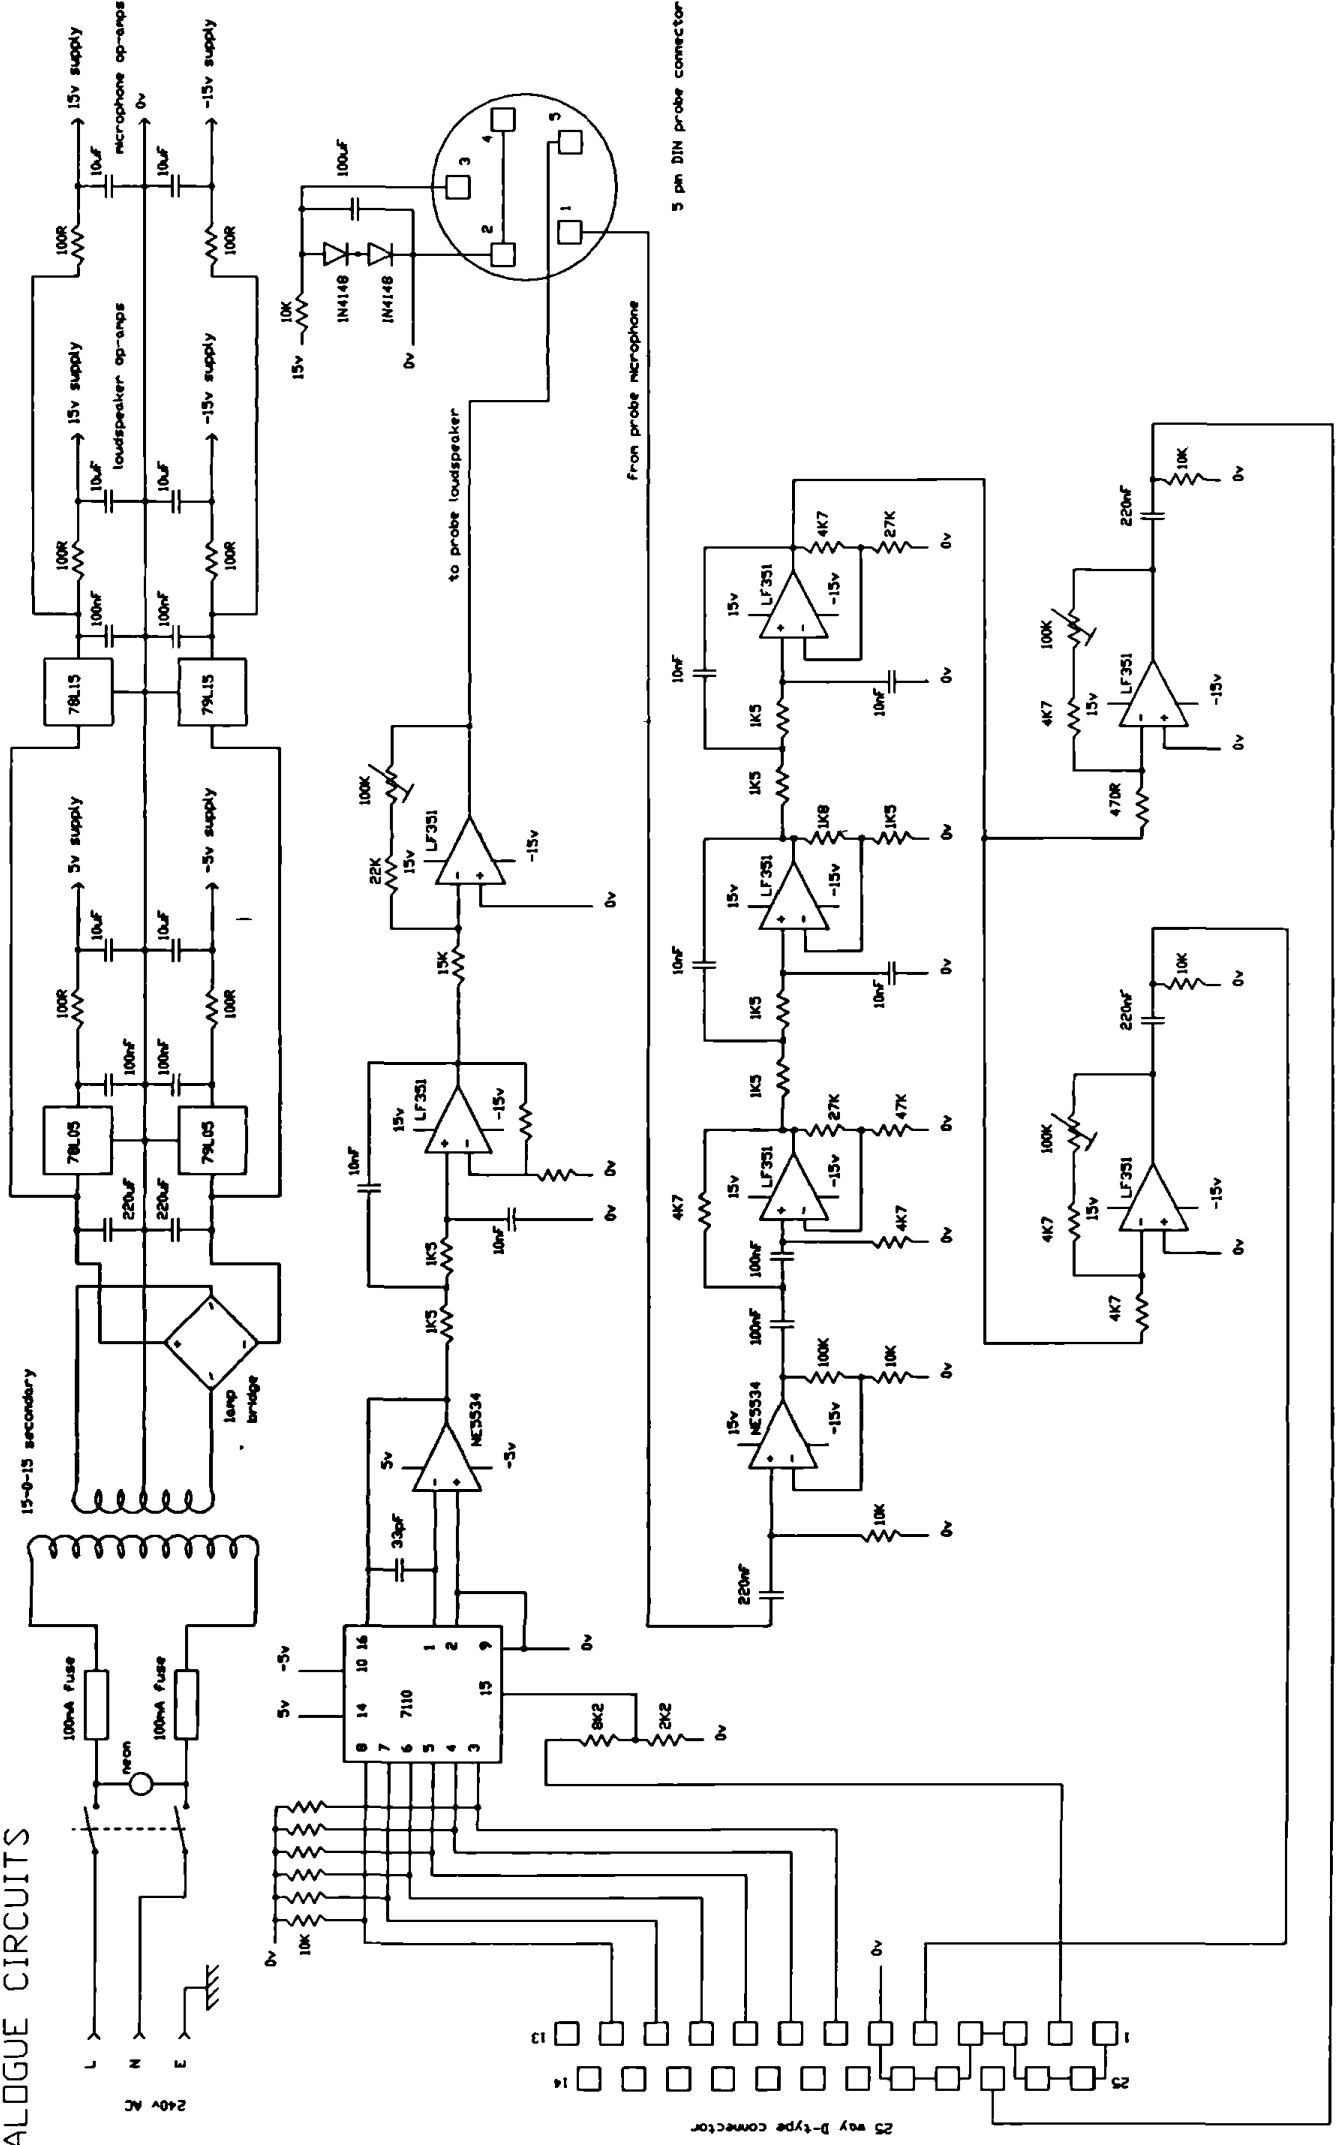 ALOGUE CIRCUITS
240v AC
L
N
E
neon
100mA fuse
100mA fuse
15-0-15 secondary
1amp
bridge
+
-
~
~
220uF
220uF
78L05
79L05
100nF
100nF
100R
100R
10uF
10uF
5v supply
-5v supply
78L15
79L15
100nF
100nF
100R
100R
10uF
10uF
15v supply
loudspeaker op-amps
-15v supply
100R
100R
10uF
10uF
15v supply
microphone op-amps
0v
-15v supply
0v
10K
5v
-5v
8
7
6
5
4
3
14
10
16
7110
1
2
9
15
0v
8K2
2K2
0v
33pF
5v
-
+
NE5534
-5v
1K5
1K5
10nF
10nF
0v
15v
LF351
+
-
-15v
0v
15K
22K
100K
15v
LF351
-
+
-15v
0v
to probe loudspeaker
15v
10K
1N4148
1N4148
0v
100uF
2
3
4
1
5
5 pin DIN probe connector
from probe microphone
220nF
10K
0v
15v
NE5534
+
-
-15v
100K
10K
0v
100nF
100nF
4K7
4K7
0v
15v
LF351
+
-
-15v
27K
47K
0v
1K5
1K5
10nF
10nF
0v
15v
LF351
+
-
-15v
1K8
1K5
0v
1K5
1K5
10nF
10nF
0v
15v
LF351
+
-
-15v
4K7
27K
0v
4K7
4K7
100K
15v
LF351
-
+
-15v
0v
220nF
10K
0v
470R
4K7
100K
15v
LF351
-
+
-15v
0v
220nF
10K
0v
13
14
0v
1
25
25 way D-type connector